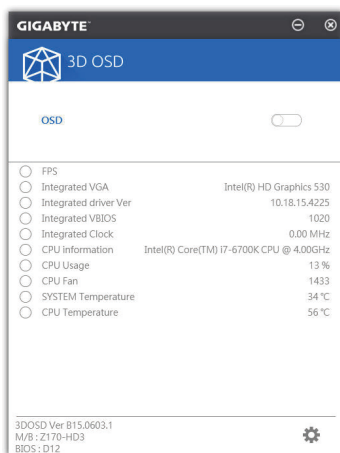 GIGABYTE™
3D OSD
OSD
FPS
Integrated VGA Intel(R) HD Graphics 530
Integrated driver Ver 10.18.15.4225
Integrated VBIOS 1020
Integrated Clock 0.00 MHz
CPU information Intel(R) Core(TM) i7-6700K CPU @ 4.00GHz
CPU Usage 13 %
CPU Fan 1433
SYSTEM Temperature 34 °C
CPU Temperature 56 °C
3DOSD Ver B15.0603.1
M/B : Z170-HD3
BIOS : D12